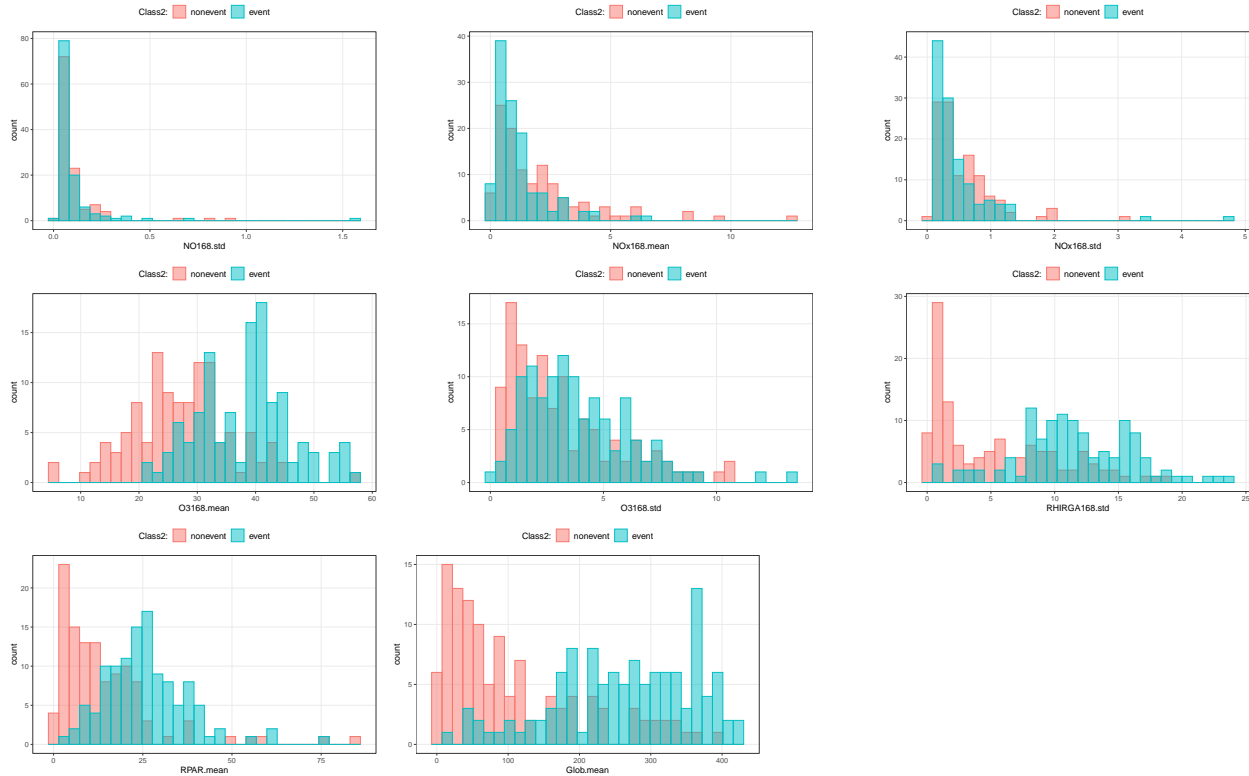 Class2: nonevent event
80
60
40
20
0
count
0.0 0.5 1.0 1.5
NO168.std
Class2: nonevent event
40
30
20
10
0
count
0 5 10
NOx168.mean
Class2: nonevent event
40
30
20
10
0
count
0 1 2 3 4 5
NOx168.std
Class2: nonevent event
15
10
5
0
count
10 20 30 40 50 60
O3168.mean
Class2: nonevent event
15
10
5
0
count
0 5 10
O3168.std
Class2: nonevent event
30
20
10
0
count
0 5 10 15 20 25
RHIRGA168.std
Class2: nonevent event
20
15
10
5
0
count
0 25 50 75
RPAR.mean
Class2: nonevent event
15
10
5
0
count
0 100 200 300 400
Glob.mean